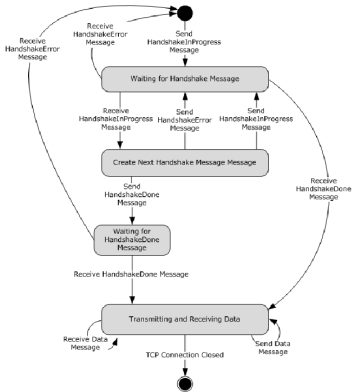 Receive
HandshakeError
Message
Receive
HandshakeError
Message
Send
HandshakeInProgress
Message
Waiting for Handshake Message
Receive
HandshakeInProgress
Message
Send
HandshakeError
Message
Send
HandshakeInProgress
Message
Create Next Handshake Message Message
Send
HandshakeDone
Message
Receive
HandshakeDone
Message
Waiting for
HandshakeDone
Message
Receive HandshakeDone Message
Transmitting and Receiving Data
Receive Data
Message
Send Data
Message
TCP Connection Closed